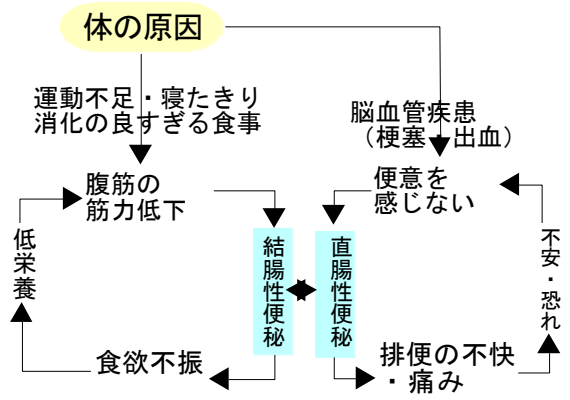 体の原因
運動不足・寝たきり
消化の良すぎる食事
脳血管疾患
（梗塞・出血）
腹筋の
筋力低下
便意を
感じない
低栄養
結腸性便秘
直腸性便秘
不安・恐れ
食欲不振
排便の不快
・痛み